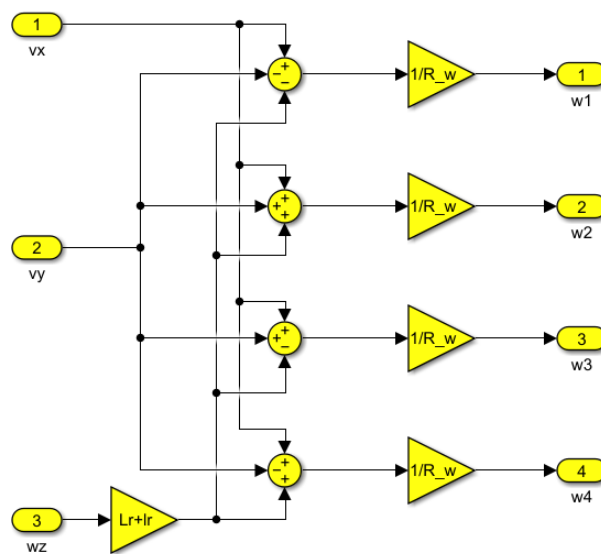 1
vx
+
−
−
1/R_w
1
w1
+
+
+
1/R_w
2
w2
2
vy
+
+
−
1/R_w
3
w3
+
−
+
1/R_w
4
w4
3
wz
Lr+lr